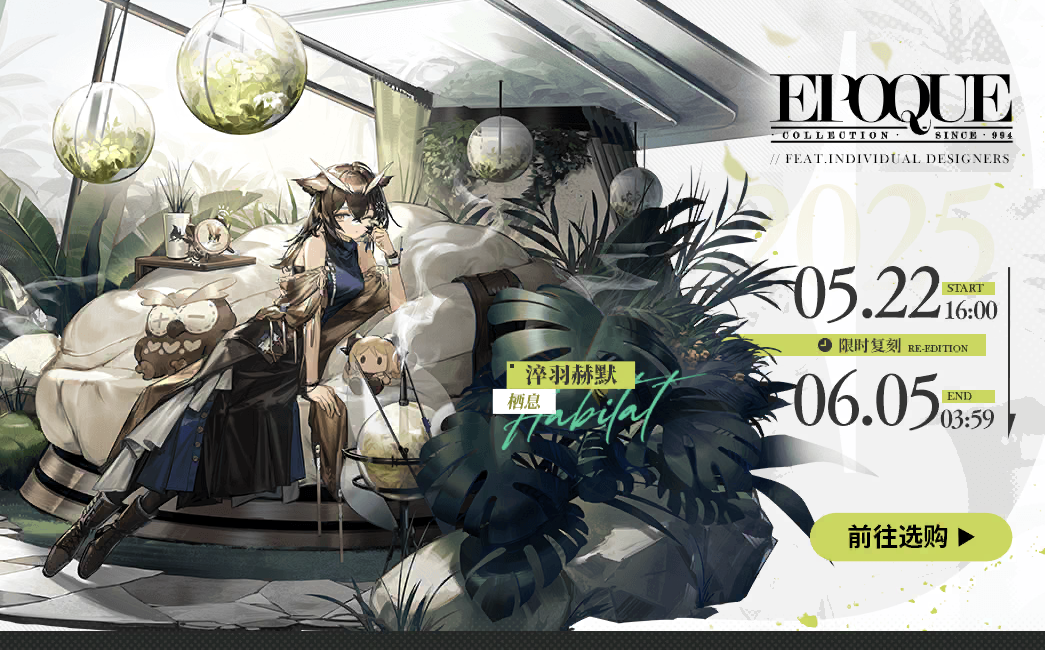 EPOQUE
· COLLECTION · SINCE · 994
// FEAT.INDIVIDUAL DESIGNERS
2025
05.22
START
16:00
限时复刻 RE-EDITION
06.05
END
03:59
淬羽赫默
栖息
Habitat
前往选购